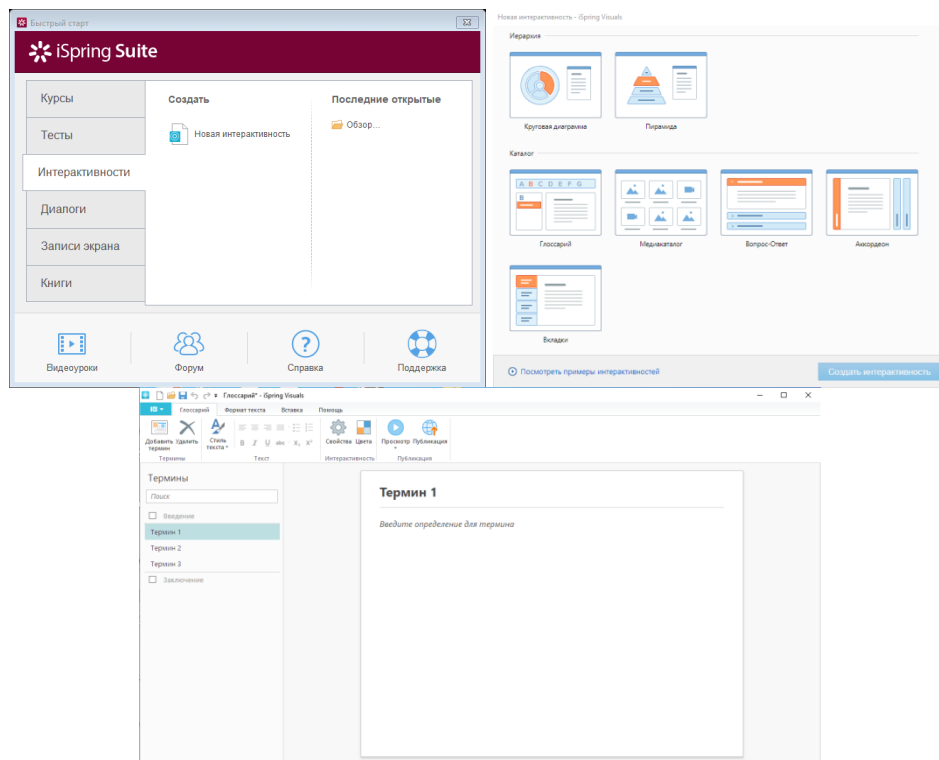 Быстрый старт
iSpring Suite
Курсы
Тесты
Интерактивности
Диалоги
Записи экрана
Книги
Создать
Новая интерактивность
Последние открытые
Обзор...
Видеоуроки
Форум
Справка
Поддержка
Новая интерактивность - iSpring Visuals
Иерархия
Круговая диаграмма
Пирамида
Каталог
A B C D E F G
B
Глоссарий
Медиакаталог
Вопрос-Ответ
Аккордеон
Вкладки
Посмотреть примеры интерактивностей
Создать интерактивность
Глоссарий* - iSpring Visuals
Глоссарий Формат текста Вставка Помощь
Добавить термин
Удалить
Стиль текста
B I U abc X₂ X²
Свойства
Цвета
Просмотр
Публикация
Термины
Текст
Интерактивность
Публикация
Термины
Поиск
Введение
Термин 1
Термин 2
Термин 3
Заключение
Термин 1
Введите определение для термина